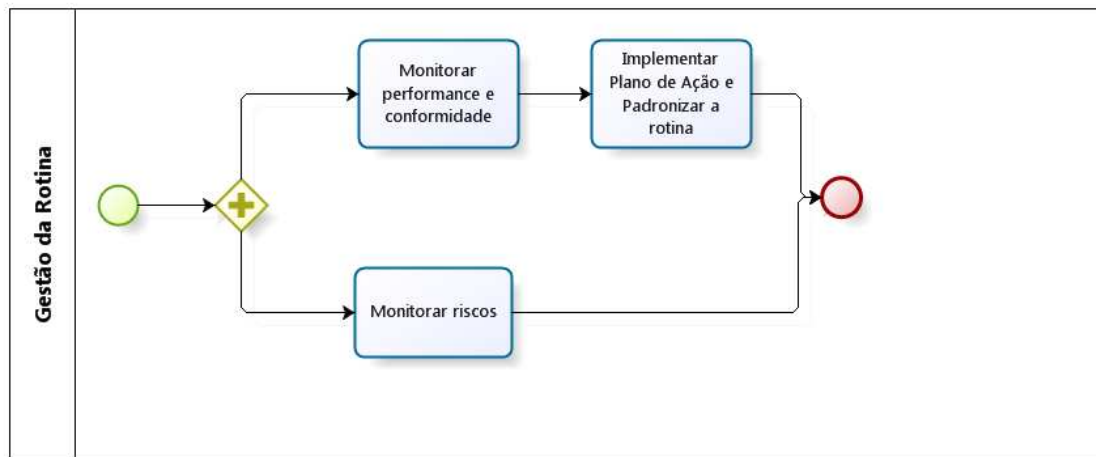 Gestão da Rotina
Monitorar
performance e
conformidade
Implementar
Plano de Ação e
Padronizar a
rotina
Monitorar riscos